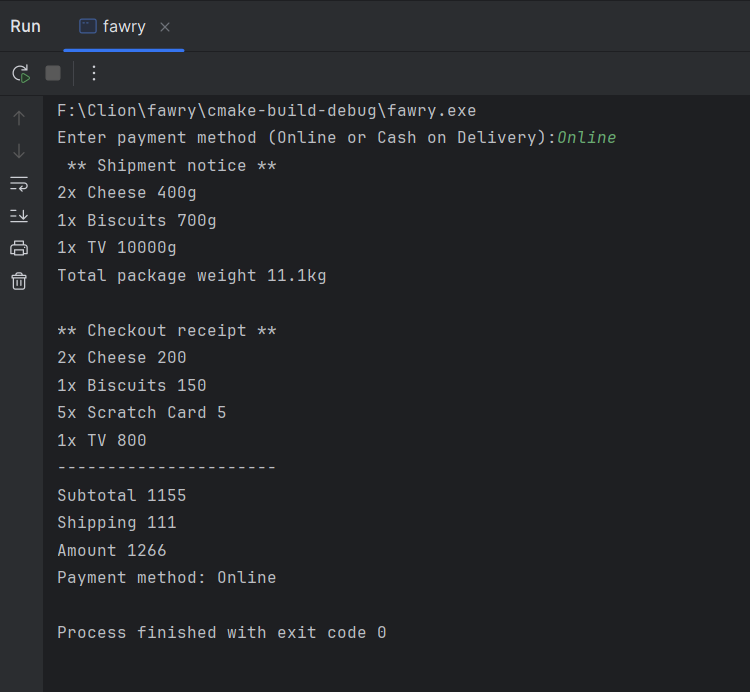 Run
fawry
F:\Clion\fawry\cmake-build-debug\fawry.exe
Enter payment method (Online or Cash on Delivery):Online
** Shipment notice **
2x Cheese 400g
1x Biscuits 700g
1x TV 10000g
Total package weight 11.1kg
** Checkout receipt **
2x Cheese 200
1x Biscuits 150
5x Scratch Card 5
1x TV 800
----------------------
Subtotal 1155
Shipping 111
Amount 1266
Payment method: Online
Process finished with exit code 0